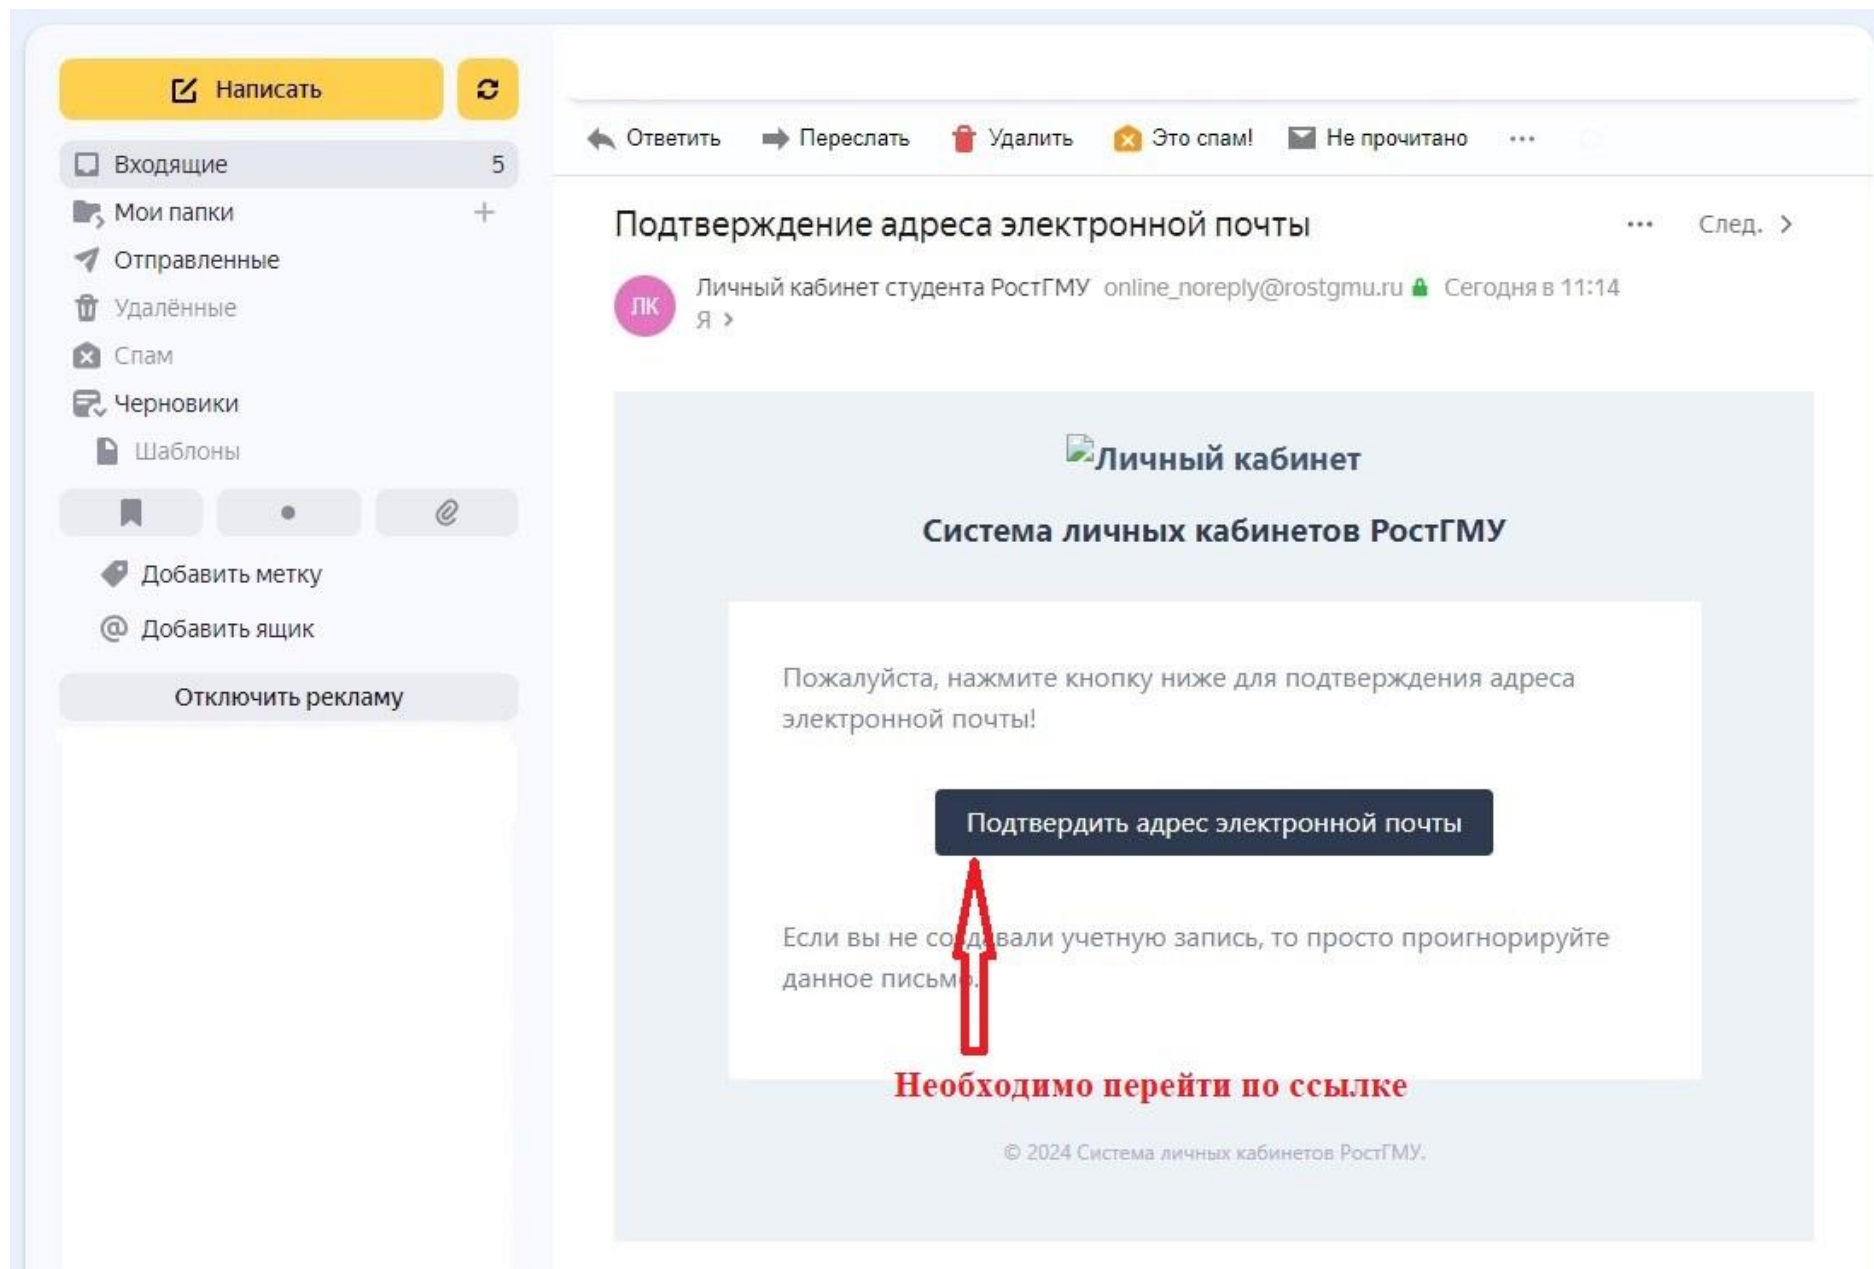 Написать
Входящие 5
Мои папки
Отправленные
Удалённые
Спам
Черновики
Шаблоны
Добавить метку
Добавить ящик
Отключить рекламу
Ответить Переслать Удалить Это спам! Не прочитано ...
Подтверждение адреса электронной почты ... След. >
ЛК
Личный кабинет студента РостГМУ online_noreply@rostgmu.ru Сегодня в 11:14
Я >
Личный кабинет
Система личных кабинетов РостГМУ
Пожалуйста, нажмите кнопку ниже для подтверждения адреса
электронной почты!
Подтвердить адрес электронной почты
Если вы не создавали учетную запись, то просто проигнорируйте
данное письмо.
Необходимо перейти по ссылке
© 2024 Система личных кабинетов РостГМУ.